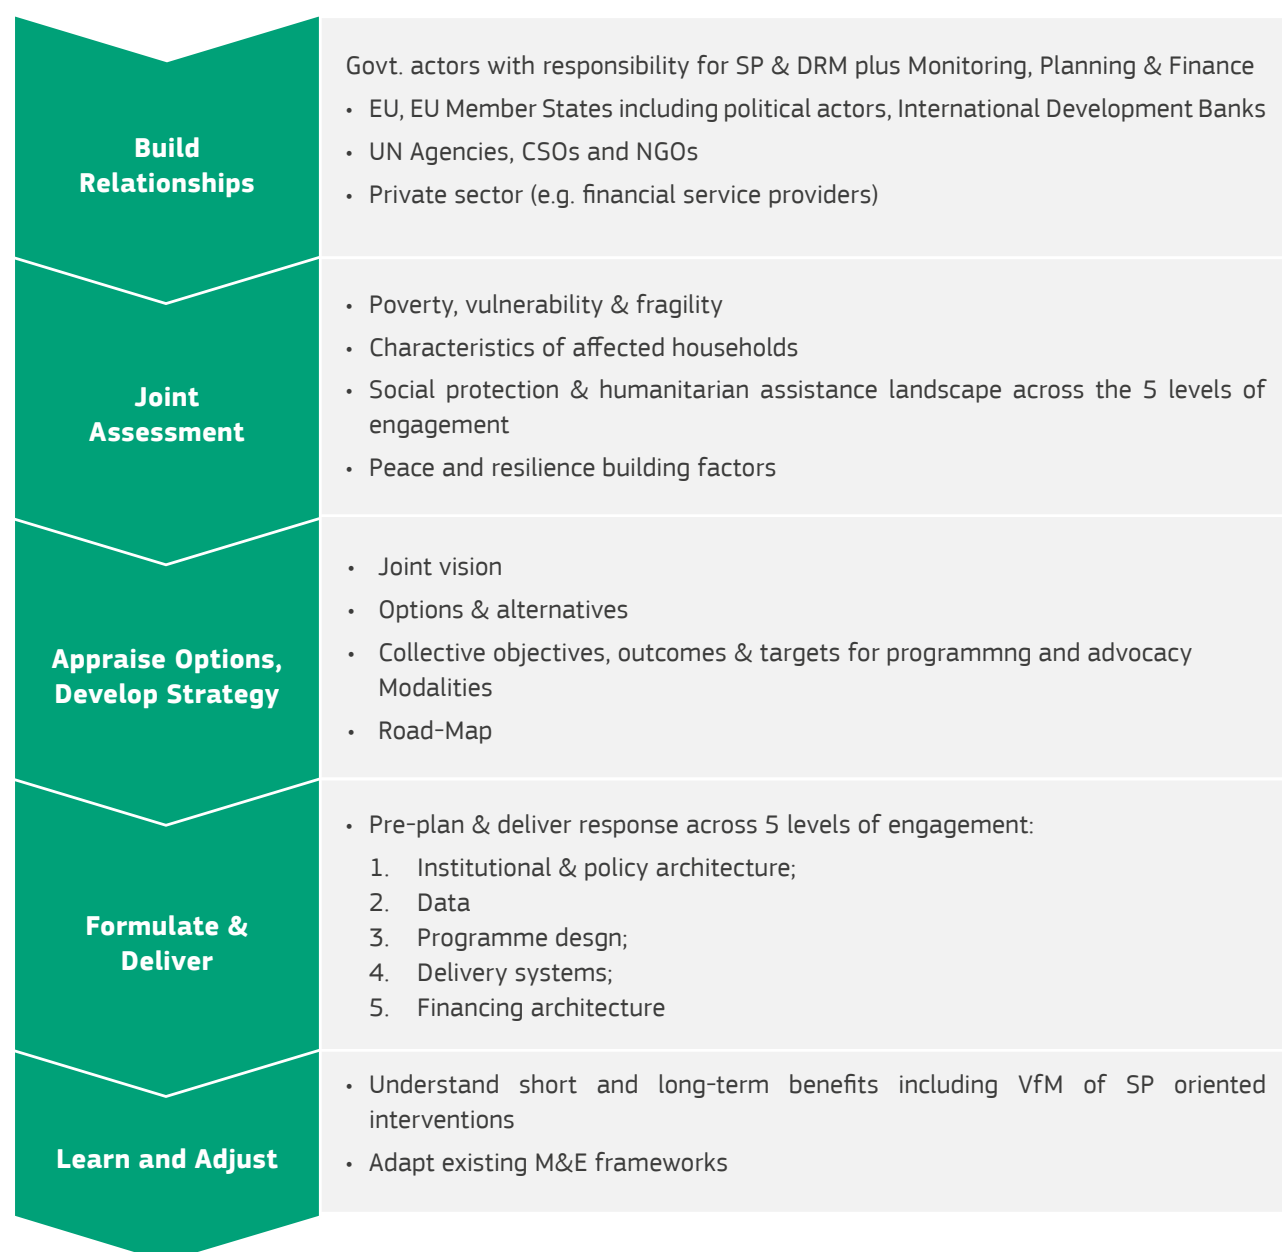 Build
Relationships
Govt. actors with responsibility for SP & DRM plus Monitoring, Planning & Finance
• EU, EU Member States including political actors, International Development Banks
• UN Agencies, CSOs and NGOs
• Private sector (e.g. financial service providers)
Joint
Assessment
• Poverty, vulnerability & fragility
• Characteristics of affected households
• Social protection & humanitarian assistance landscape across the 5 levels of
engagement
• Peace and resilience building factors
Appraise Options,
Develop Strategy
• Joint vision
• Options & alternatives
• Collective objectives, outcomes & targets for programmng and advocacy
Modalities
• Road-Map
Formulate &
Deliver
• Pre-plan & deliver response across 5 levels of engagement:
1. Institutional & policy architecture;
2. Data
3. Programme desgn;
4. Delivery systems;
5. Financing architecture
Learn and Adjust
• Understand short and long-term benefits including VfM of SP oriented
interventions
• Adapt existing M&E frameworks